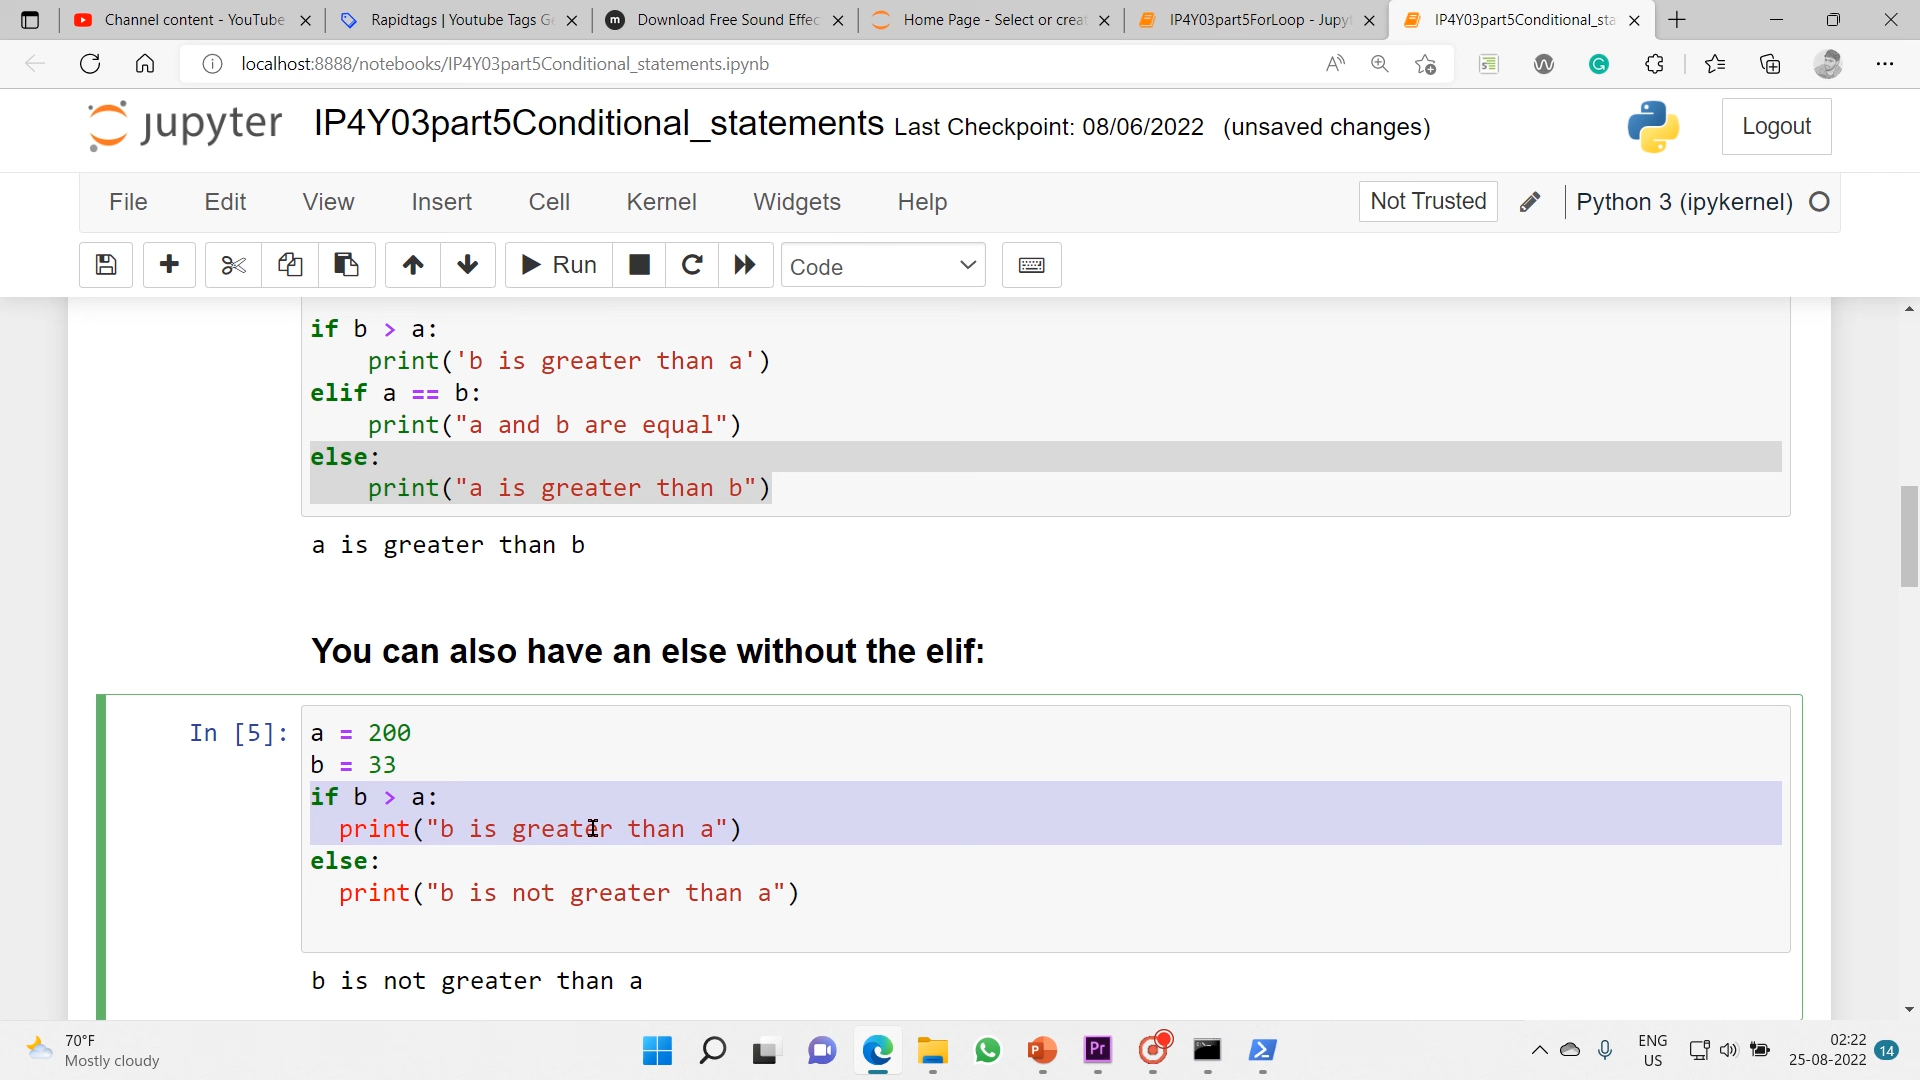 Channel content - YouTube
Rapidtags | Youtube Tags Ge
Download Free Sound Effec
Home Page - Select or creat
IP4Y03part5ForLoop - Jupyt
IP4Y03part5Conditional_sta
localhost:8888/notebooks/IP4Y03part5Conditional_statements.ipynb
jupyter IP4Y03part5Conditional_statements Last Checkpoint: 08/06/2022 (unsaved changes)
Logout
File Edit View Insert Cell Kernel Widgets Help
Not Trusted
Python 3 (ipykernel)
Run
Code
if b > a:
    print('b is greater than a')
elif a == b:
    print("a and b are equal")
else:
    print("a is greater than b")
a is greater than b
You can also have an else without the elif:
In [5]: a = 200
b = 33
if b > a:
  print("b is greater than a")
else:
  print("b is not greater than a")
b is not greater than a
70°F
Mostly cloudy
Pr
ENG
US
02:22
25-08-2022
14